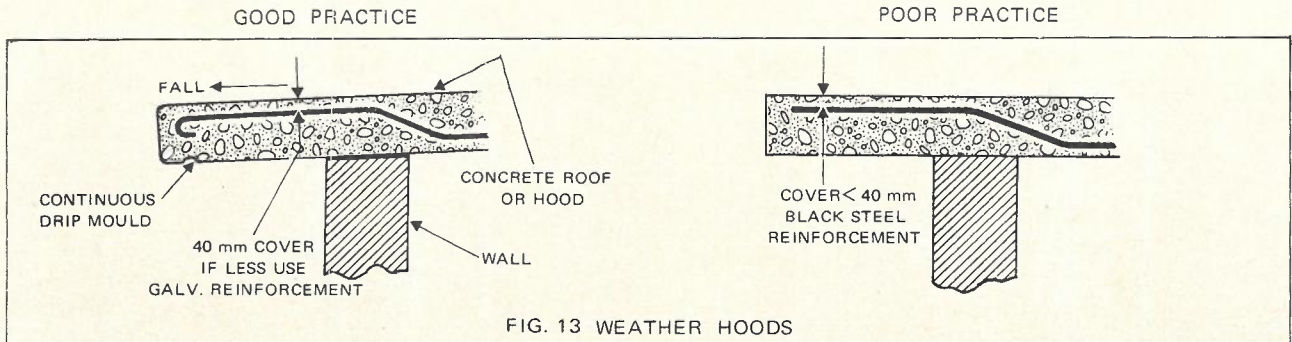 GOOD PRACTICE
POOR PRACTICE
FALL
CONTINUOUS
DRIP MOULD
40 mm COVER
IF LESS USE
GALV. REINFORCEMENT
CONCRETE ROOF
OR HOOD
WALL
COVER< 40 mm
BLACK STEEL
REINFORCEMENT
FIG. 13 WEATHER HOODS